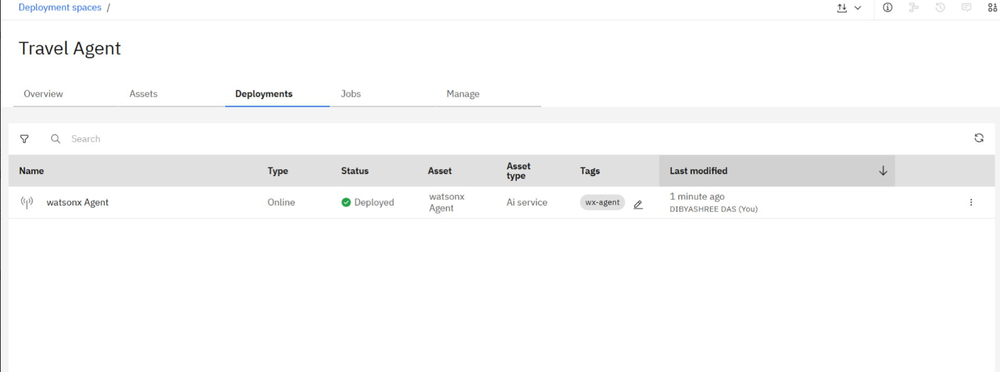 Deployment spaces /
Travel Agent
Overview Assets Deployments Jobs Manage
Search
Name Type Status Asset Asset type Tags Last modified
watsonx Agent Online Deployed watsonx Agent Ai service wx-agent 1 minute ago
DIBYASHREE DAS (You)